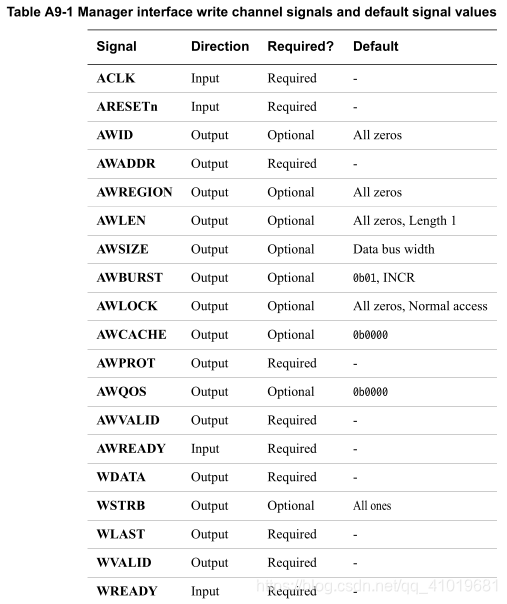 Table A9-1 Manager interface write channel signals and default signal values
Signal Direction Required? Default
ACLK Input Required -
ARESETn Input Required -
AWID Output Optional All zeros
AWADDR Output Required -
AWREGION Output Optional All zeros
AWLEN Output Optional All zeros, Length 1
AWSIZE Output Optional Data bus width
AWBURST Output Optional 0b01, INCR
AWLOCK Output Optional All zeros, Normal access
AWCACHE Output Optional 0b0000
AWPROT Output Required -
AWQOS Output Optional 0b0000
AWVALID Output Required -
AWREADY Input Required -
WDATA Output Required -
WSTRB Output Optional All ones
WLAST Output Required -
WVALID Output Required -
WREADY Input Required -
https://blog.csdn.net/qq_41019681